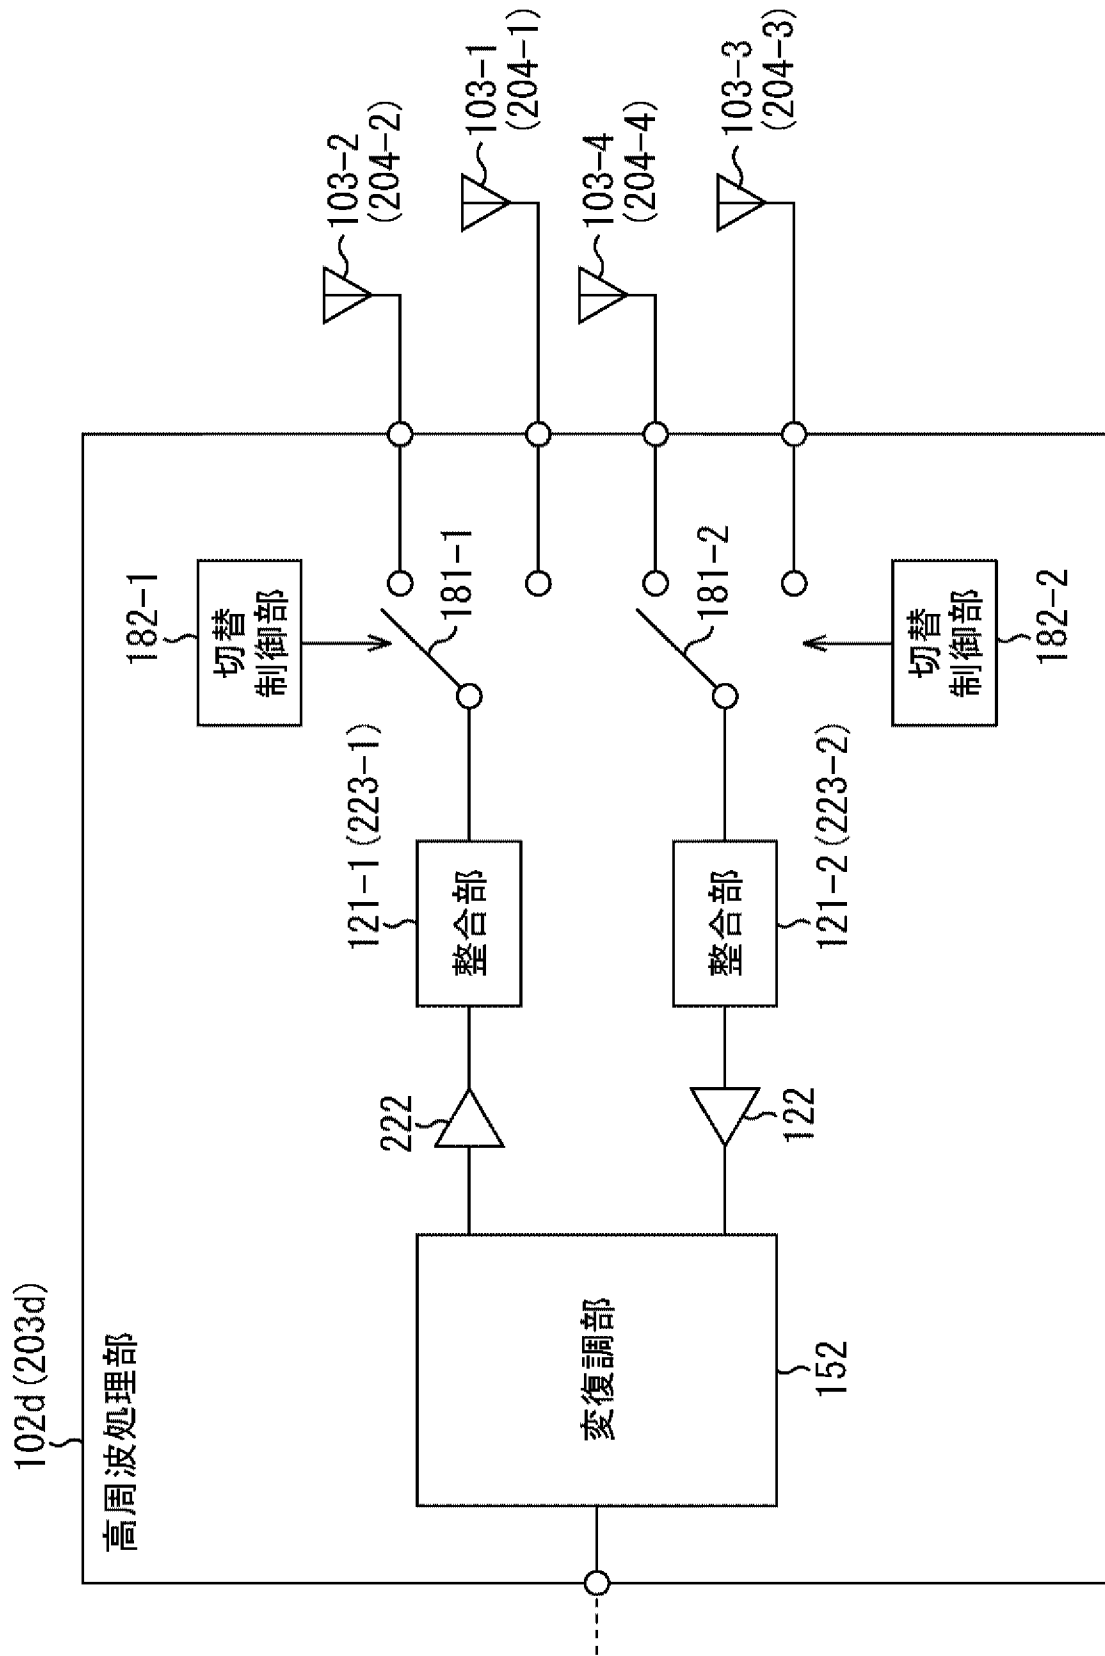 102d(203d)
高周波処理部
変復調部
152
222
122
121-1(223-1)
整合部
整合部
121-2(223-2)
182-1
切替
制御部
181-1
181-2
切替
制御部
182-2
103-2
(204-2)
103-1
(204-1)
103-4
(204-4)
103-3
(204-3)